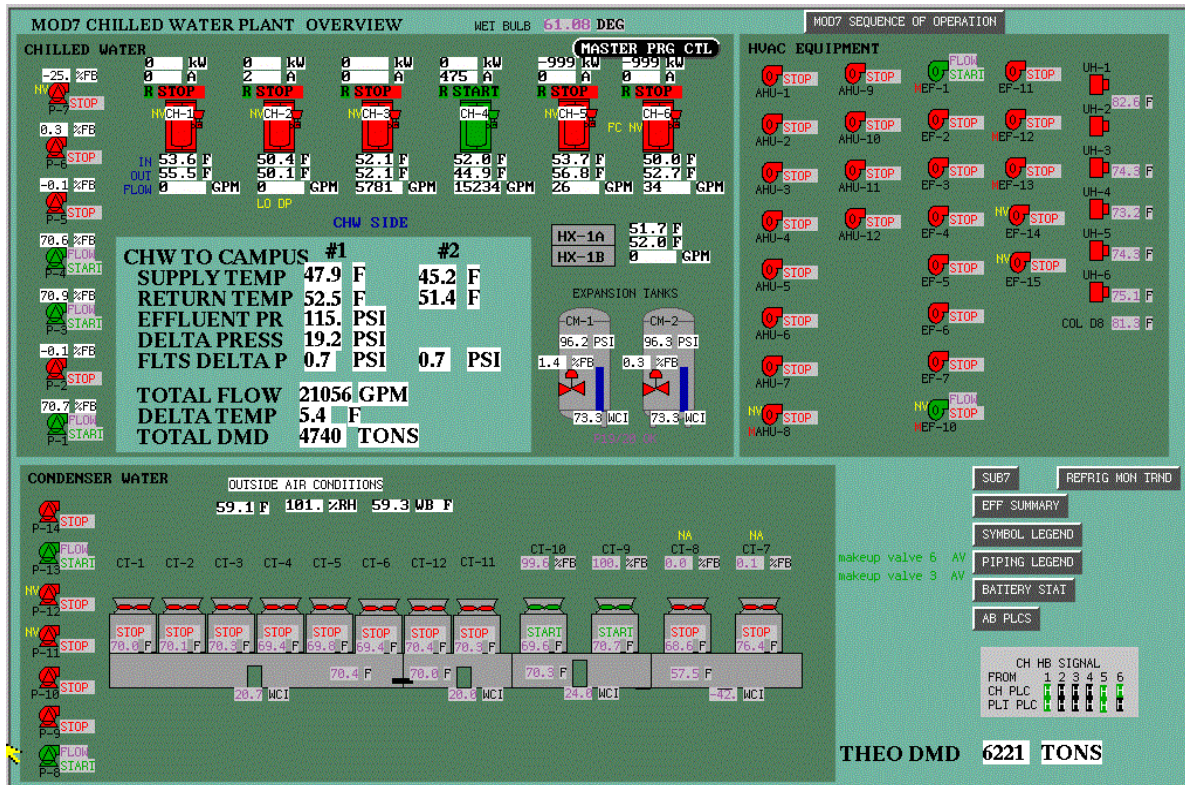 MOD7 CHILLED WATER PLANT OVERVIEW WET BULB 61.08 DEG MOD7 SEQUENCE OF OPERATION
CHILLED WATER MASTER PRG CTL
0 kW 0 kW 0 kW 0 kW -999 kW -999 kW
0 A 2 A 0 A 475 A 0 A 0 A
R STOP R STOP R STOP R START R STOP R STOP
NV CH-1 CH-2 NV CH-3 CH-4 NV CH-5 FC NV CH-6
IN 53.6 F 50.4 F 52.1 F 52.0 F 53.7 F 50.0 F
OUT 55.5 F 50.1 F 52.1 F 44.9 F 56.8 F 52.7 F
FLOW 0 GPM 0 GPM 5781 GPM 15234 GPM 26 GPM 34 GPM
LO DP
-25. %FB
NV STOP
P-7
0.3 %FB
STOP
P-6
-0.1 %FB
STOP
P-5
70.6 %FB
FLOW
START
P-4
70.9 %FB
FLOW
START
P-3
-0.1 %FB
STOP
P-2
70.7 %FB
FLOW
START
P-1
CHW SIDE
CHW TO CAMPUS #1 #2
SUPPLY TEMP 47.9 F 45.2 F
RETURN TEMP 52.5 F 51.4 F
EFFLUENT PR 115. PSI
DELTA PRESS 19.2 PSI
FLTS DELTA P 0.7 PSI 0.7 PSI
TOTAL FLOW 21056 GPM
DELTA TEMP 5.4 F
TOTAL DMD 4740 TONS
HX-1A 51.7 F
52.0 F
HX-1B 0 GPM
EXPANSION TANKS
CM-1 CM-2
96.2 PSI 96.3 PSI
1.4 %FB 0.3 %FB
73.3 WCI 73.3 WCI
HVAC EQUIPMENT
STOP
AHU-1
STOP
AHU-2
STOP
AHU-3
STOP
AHU-4
STOP
AHU-5
STOP
AHU-6
STOP
AHU-7
NV STOP
MAHU-8
STOP
AHU-9
STOP
AHU-10
STOP
AHU-11
STOP
AHU-12
FLOW
START
MEF-1
STOP
EF-2
STOP
EF-3
STOP
EF-4
STOP
EF-5
STOP
EF-6
STOP
EF-7
FLOW
NV STOP
MEF-10
STOP
EF-11
STOP
MEF-12
STOP
MEF-13
NV STOP
EF-14
NV STOP
EF-15
UH-1
82.6 F
UH-2
UH-3
74.3 F
UH-4
73.2 F
UH-5
74.3 F
UH-6
75.1 F
COL D8 81.3 F
CONDENSER WATER
OUTSIDE AIR CONDITIONS
59.1 F 101. %RH 59.3 WB F
STOP
P-14
FLOW
START
P-13
NV STOP
P-12
NV STOP
P-11
STOP
P-10
STOP
P-9
FLOW
START
P-8
NA NA
CT-1 CT-2 CT-3 CT-4 CT-5 CT-6 CT-12 CT-11 CT-10 CT-9 CT-8 CT-7
99.6 %FB 100. %FB 0.0 %FB 0.1 %FB
STOP STOP STOP STOP STOP STOP STOP STOP START START STOP STOP
70.0 F 70.1 F 70.3 F 69.4 F 69.8 F 69.4 F 70.4 F 70.3 F 69.6 F 70.7 F 68.6 F 76.4 F
70.4 F 70.0 F 70.3 F 57.5 F
20.7 WCI 20.0 WCI 24.0 WCI -42. WCI
makeup valve 6 AV
makeup valve 3 AV
SUB7 REFRIG MON TRND
EFF SUMMARY
SYMBOL LEGEND
PIPING LEGEND
BATTERY STAT
AB PLCS
CH HB SIGNAL
FROM 1 2 3 4 5 6
CH PLC H H H H H H
PLT PLC H H H H H H
THEO DMD 6221 TONS